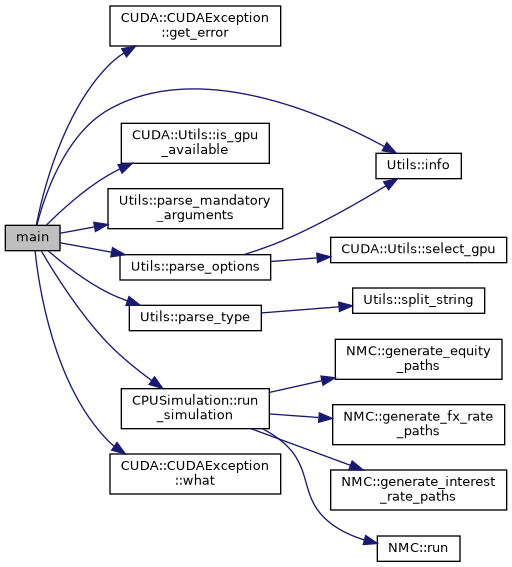 CUDA::CUDAException
::get_error
CUDA::Utils::is_gpu
_available
Utils::info
Utils::parse_mandatory
_arguments
main
Utils::parse_options
CUDA::Utils::select_gpu
Utils::parse_type
Utils::split_string
NMC::generate_equity
_paths
CPUSimulation::run
_simulation
NMC::generate_fx_rate
_paths
CUDA::CUDAException
::what
NMC::generate_interest
_rate_paths
NMC::run